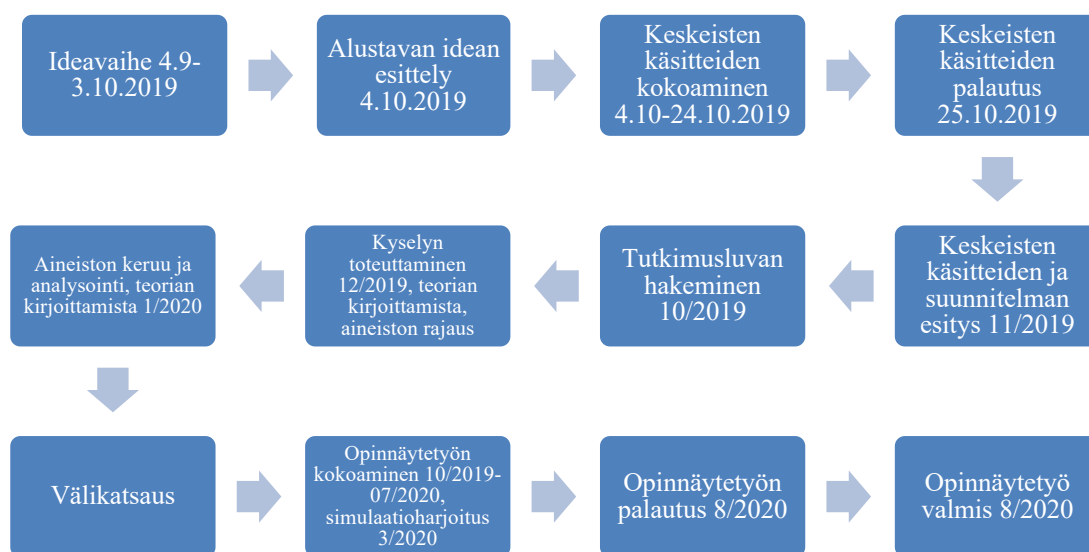 Ideavaihe 4.9-
3.10.2019
Alustavan idean
esittely
4.10.2019
Keskeisten
käsitteiden
kokoaminen
4.10-24.10.2019
Keskeisten
käsitteiden
palautus
25.10.2019
Keskeisten
käsitteiden ja
suunnitelman
esitys 11/2019
Tutkimusluvan
hakeminen
10/2019
Kyselyn
toteuttaminen
12/2019, teorian
kirjoittamista,
aineiston rajaus
Aineiston keruu ja
analysointi, teorian
kirjoittamista 1/2020
Välikatsaus
Opinnäytetyön
kokoaminen 10/2019-
07/2020,
simulaatioharjoitus
3/2020
Opinnäytetyön
palautus 8/2020
Opinnäytetyö
valmis 8/2020